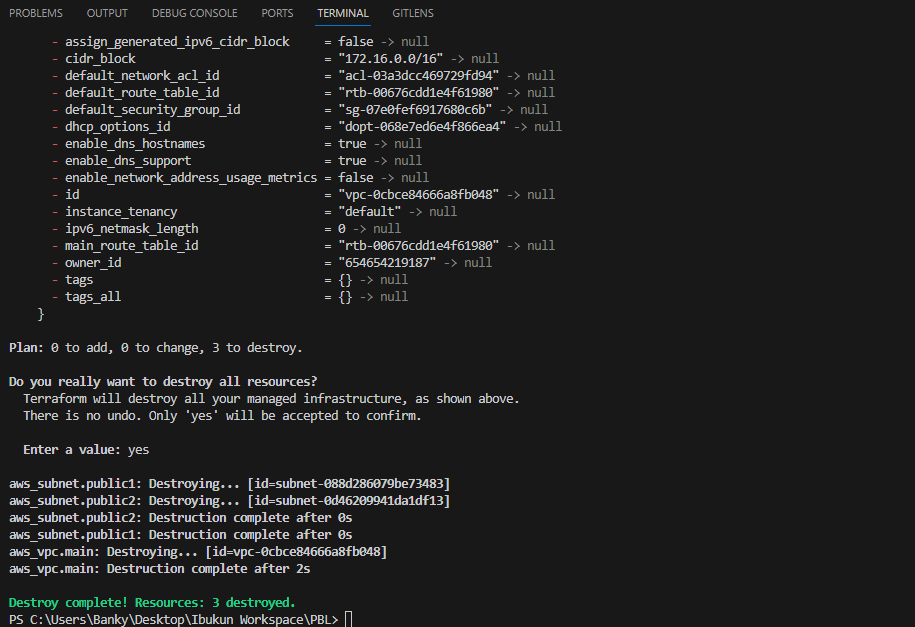 PROBLEMS OUTPUT DEBUG CONSOLE PORTS TERMINAL GITLENS
- assign_generated_ipv6_cidr_block = false -> null
- cidr_block = "172.16.0.0/16" -> null
- default_network_acl_id = "acl-03a3dcc469729fd94" -> null
- default_route_table_id = "rtb-00676cdd1e4f61980" -> null
- default_security_group_id = "sg-07e0fef6917680c6b" -> null
- dhcp_options_id = "dopt-068e7ed6e4f866ea4" -> null
- enable_dns_hostnames = true -> null
- enable_dns_support = true -> null
- enable_network_address_usage_metrics = false -> null
- id = "vpc-0cbce84666a8fb048" -> null
- instance_tenancy = "default" -> null
- ipv6_netmask_length = 0 -> null
- main_route_table_id = "rtb-00676cdd1e4f61980" -> null
- owner_id = "654654219187" -> null
- tags = {} -> null
- tags_all = {} -> null
}
Plan: 0 to add, 0 to change, 3 to destroy.
Do you really want to destroy all resources?
Terraform will destroy all your managed infrastructure, as shown above.
There is no undo. Only 'yes' will be accepted to confirm.
Enter a value: yes
aws_subnet.public1: Destroying... [id=subnet-088d286079be73483]
aws_subnet.public2: Destroying... [id=subnet-0d46209941da1df13]
aws_subnet.public2: Destruction complete after 0s
aws_subnet.public1: Destruction complete after 0s
aws_vpc.main: Destroying... [id=vpc-0cbce84666a8fb048]
aws_vpc.main: Destruction complete after 2s
Destroy complete! Resources: 3 destroyed.
PS C:\Users\Banky\Desktop\Ibukun Workspace\PBL>